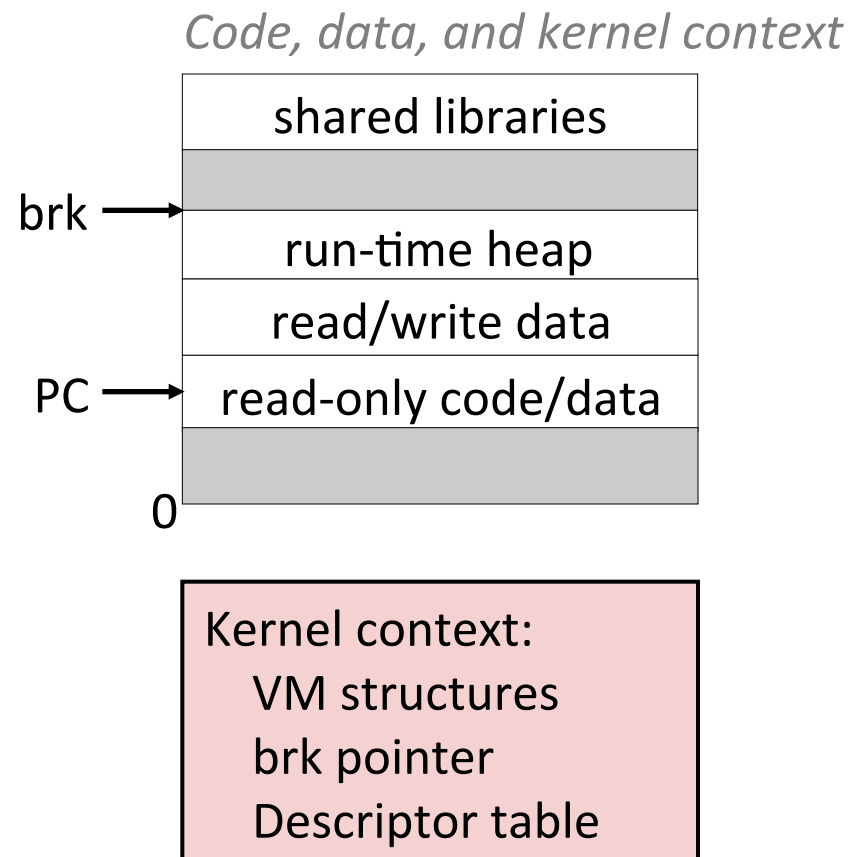 Code, data, and kernel context
shared libraries
brk
run-time heap
read/write data
PC
read-only code/data
0
Kernel context:
VM structures
brk pointer
Descriptor table